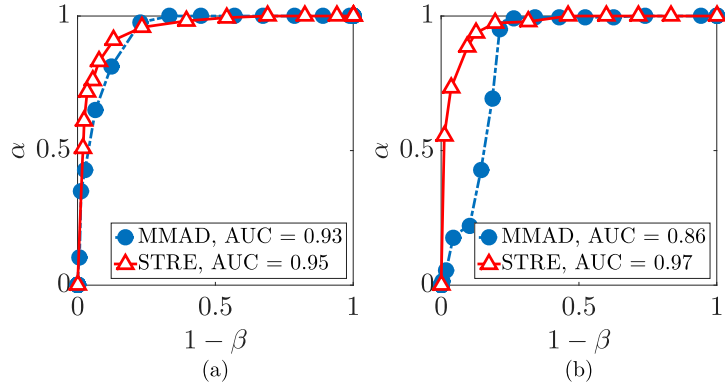 1
α
0.5
0
MMAD, AUC = 0.93
STRE, AUC = 0.95
0
0.5
1
1 − β
(a)
1
α
0.5
0
MMAD, AUC = 0.86
STRE, AUC = 0.97
0
0.5
1
1 − β
(b)